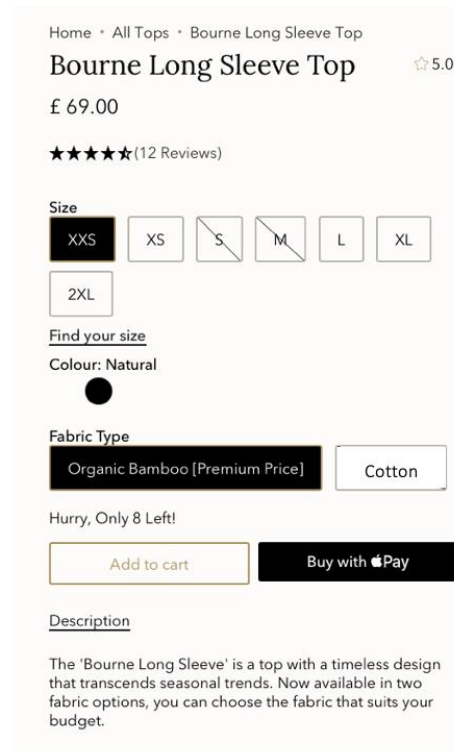 Home • All Tops • Bourne Long Sleeve Top
Bourne Long Sleeve Top
5.0
£ 69.00
(12 Reviews)
Size
XXS XS S M L XL
2XL
Find your size
Colour: Natural
Fabric Type
Organic Bamboo [Premium Price] Cotton
Hurry, Only 8 Left!
Add to cart Buy with Pay
Description
The 'Bourne Long Sleeve' is a top with a timeless design
that transcends seasonal trends. Now available in two
fabric options, you can choose the fabric that suits your
budget.